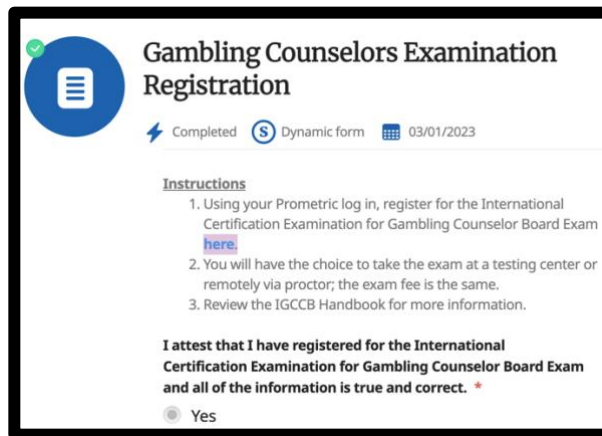 Gambling Counselors Examination
Registration
Completed S Dynamic form 03/01/2023
Instructions
1. Using your Prometric log in, register for the International
Certification Examination for Gambling Counselor Board Exam
here.
2. You will have the choice to take the exam at a testing center or
remotely via proctor; the exam fee is the same.
3. Review the IGCCB Handbook for more information.
I attest that I have registered for the International
Certification Examination for Gambling Counselor Board Exam
and all of the information is true and correct. *
Yes